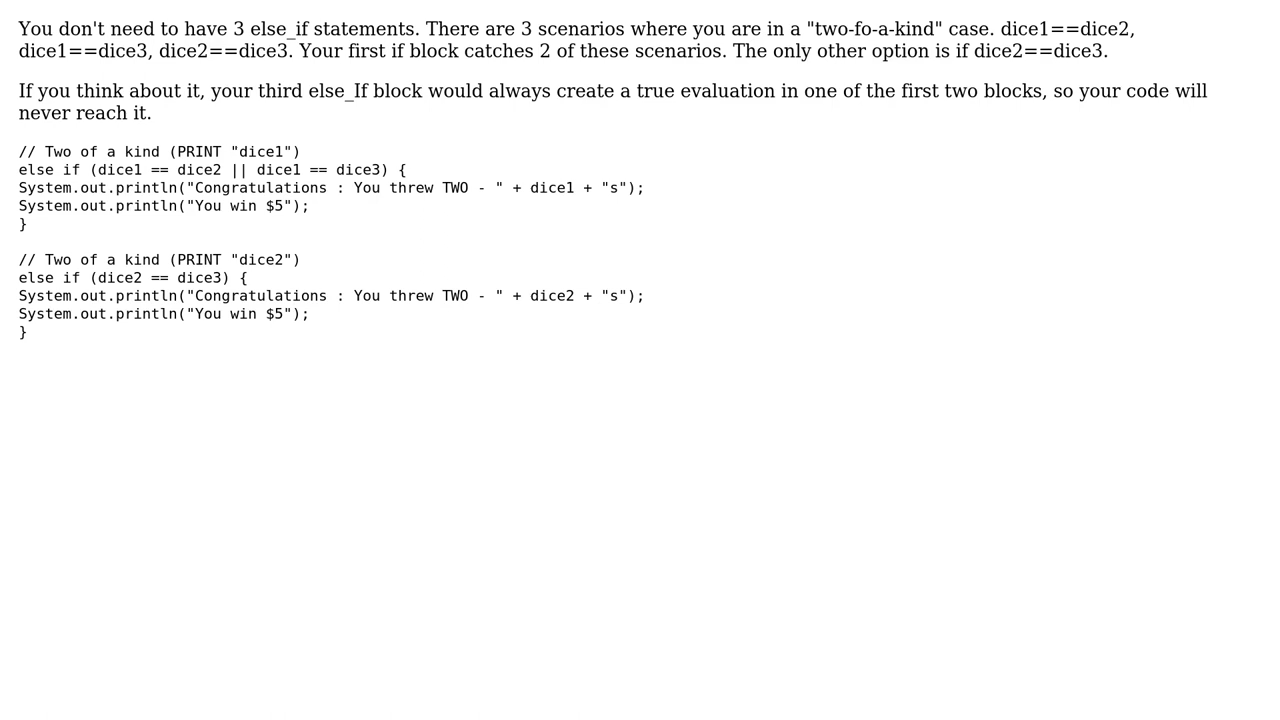 You don't need to have 3 else_if statements. There are 3 scenarios where you are in a "two-fo-a-kind" case. dice1==dice2,
dice1==dice3, dice2==dice3. Your first if block catches 2 of these scenarios. The only other option is if dice2==dice3.
If you think about it, your third else_If block would always create a true evaluation in one of the first two blocks, so your code will
never reach it.
// Two of a kind (PRINT "dice1")
else if (dice1 == dice2 || dice1 == dice3) {
System.out.println("Congratulations : You threw TWO - " + dice1 + "s");
System.out.println("You win $5");
}
// Two of a kind (PRINT "dice2")
else if (dice2 == dice3) {
System.out.println("Congratulations : You threw TWO - " + dice2 + "s");
System.out.println("You win $5");
}